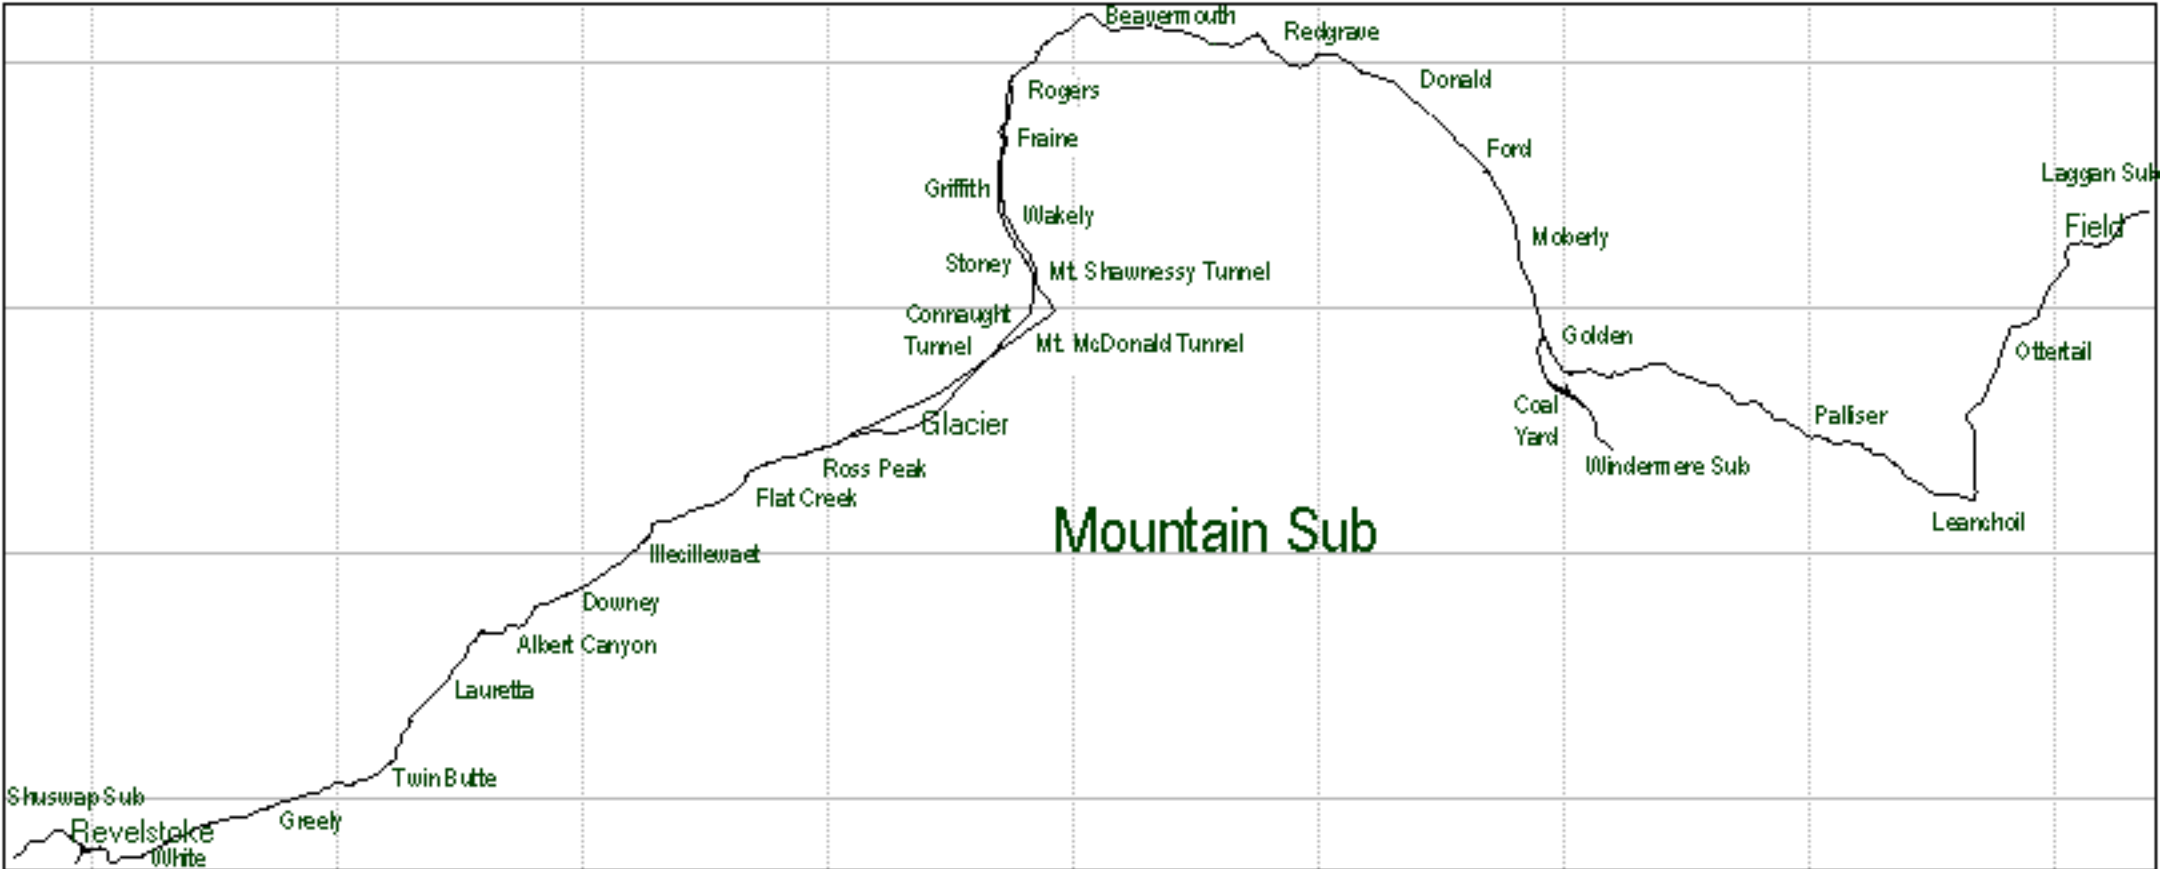 Beavermouth
Redgrave
Donald
Rogers
Fraine
Ford
Laggan Sub
Griffith
Wakely
Field
Moberly
Stoney
Mt. Shawnessy Tunnel
Connaught
Tunnel
Mt. McDonald Tunnel
Golden
Ottertail
Coal
Yard
Palliser
Glacier
Windermere Sub
Ross Peak
Flat Creek
Mountain Sub
Leanchoil
Illecillewaet
Downey
Albert Canyon
Lauretta
Twin Butte
Shuswap Sub
Greely
Revelstoke
White